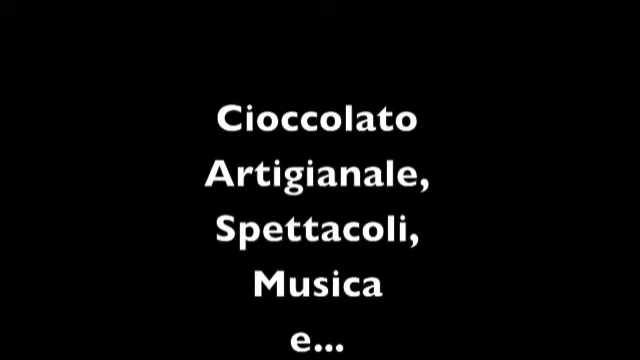 Cioccolato
Artigianale,
Spettacoli,
Musica
e...